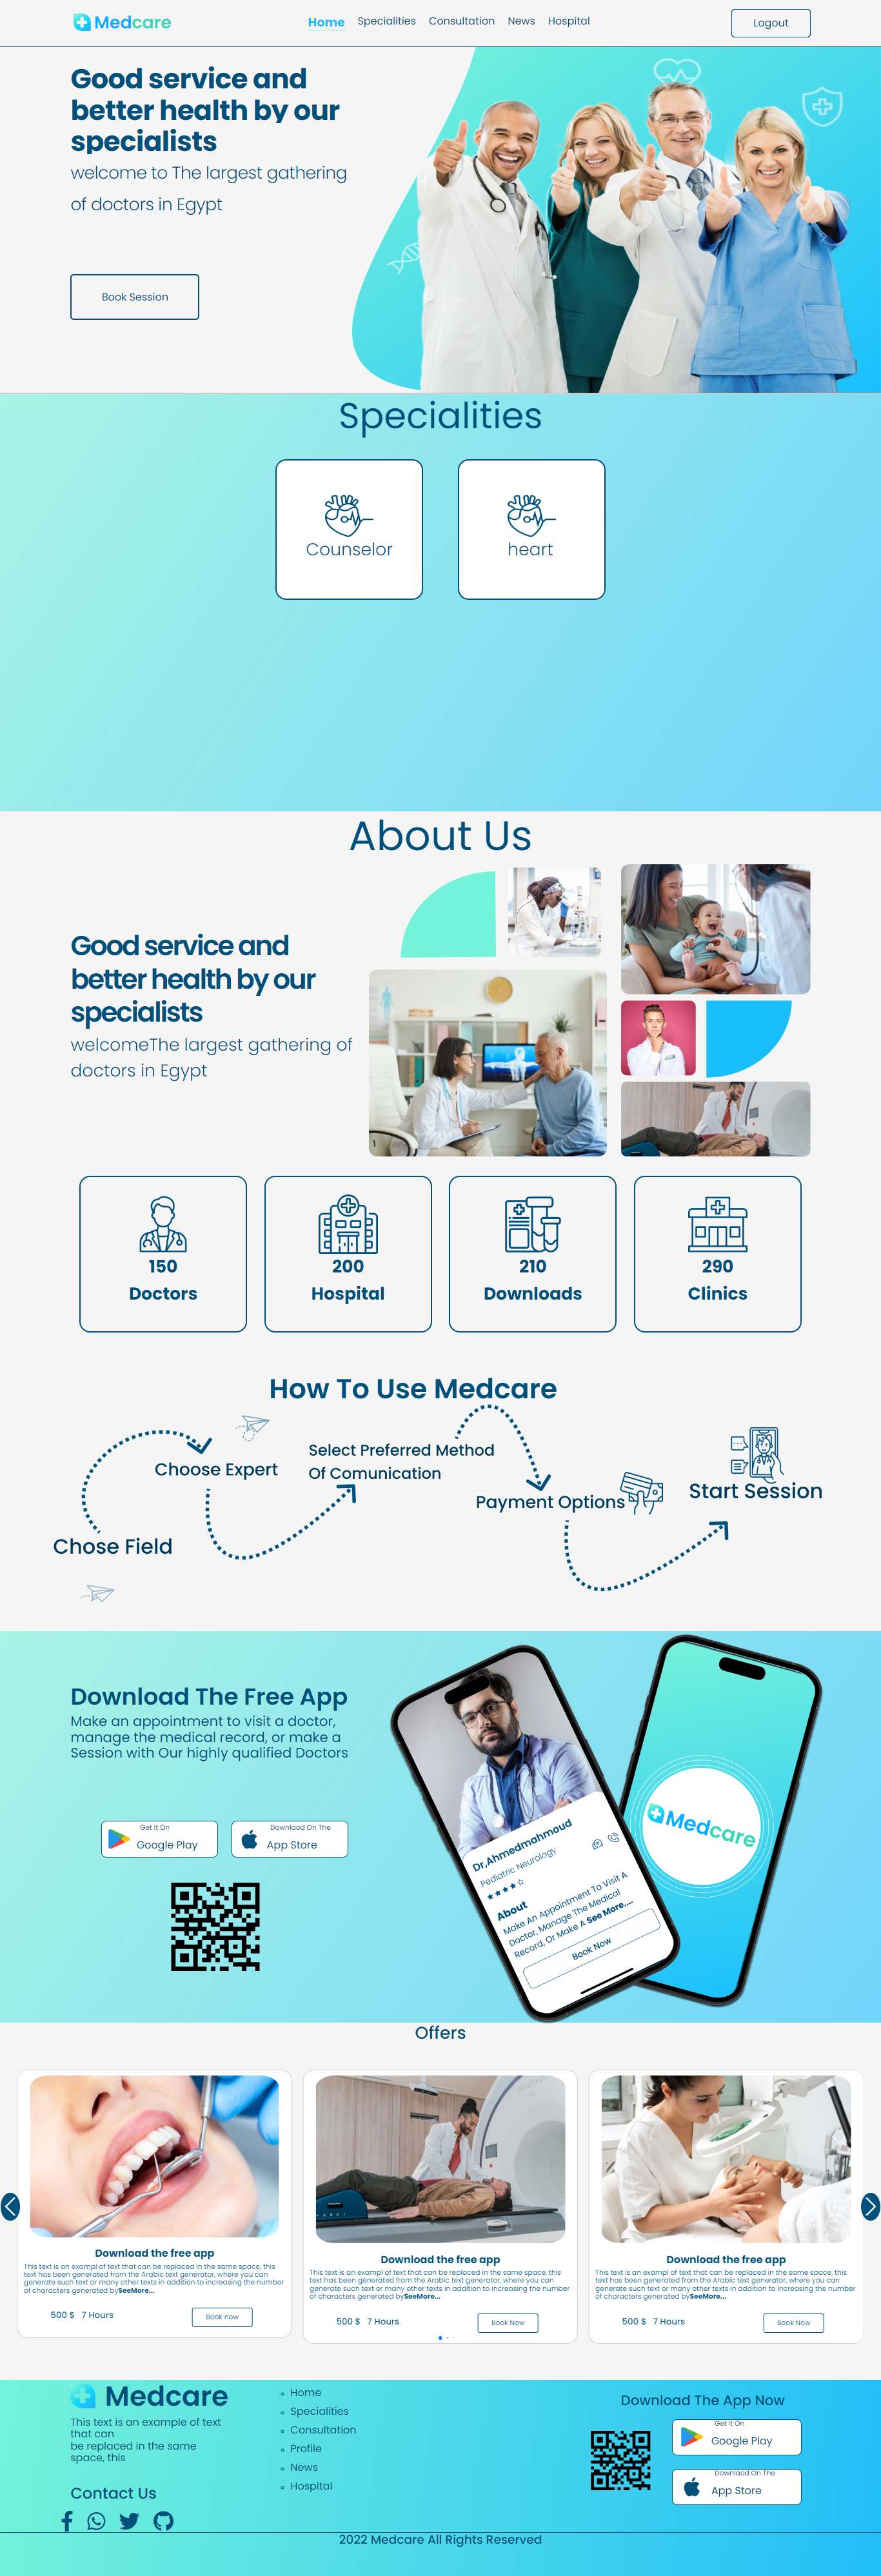 Medcare
Home Specialities Consultation News Hospital
Logout
Good service and
better health by our
specialists
welcome to The largest gathering
of doctors in Egypt
Book Session
Specialities
Counselor
heart
About Us
Good service and
better health by our
specialists
welcomeThe largest gathering of
doctors in Egypt
150
Doctors
200
Hospital
210
Downloads
290
Clinics
How To Use Medcare
Chose Field
Choose Expert
Select Preferred Method
Of Comunication
Payment Options
Start Session
Download The Free App
Make an appointment to visit a doctor,
manage the medical record, or make a
Session with Our highly qualified Doctors
Get It On
Google Play
Downlaod On The
App Store
Dr,Ahmedmahmoud
Pediatric Neurology
About
Make An Appointment To Visit A
Doctor, Manage The Medical
Record, Or Make A See More....
Book Now
Medcare
Offers
Download the free app
This text is an exampl of text that can be replaced in the same space, this
text has been generated from the Arabic text generator, where you can
generate such text or many other texts in addition to increasing the number
of characters generated bySeeMore...
500 $ 7 Hours
Book now
Download the free app
This text is an exampl of text that can be replaced in the same space, this
text has been generated from the Arabic text generator, where you can
generate such text or many other texts in addition to increasing the number
of characters generated bySeeMore...
500 $ 7 Hours
Book Now
Download the free app
This text is an exampl of text that can be replaced in the same space, this
text has been generated from the Arabic text generator, where you can
generate such text or many other texts in addition to increasing the number
of characters generated bySeeMore...
500 $ 7 Hours
Book Now
Medcare
This text is an example of text
that can
be replaced in the same
space, this
Contact Us
Home
Specialities
Consultation
Profile
News
Hospital
Download The App Now
Get It On
Google Play
Downlaod On The
App Store
2022 Medcare All Rights Reserved